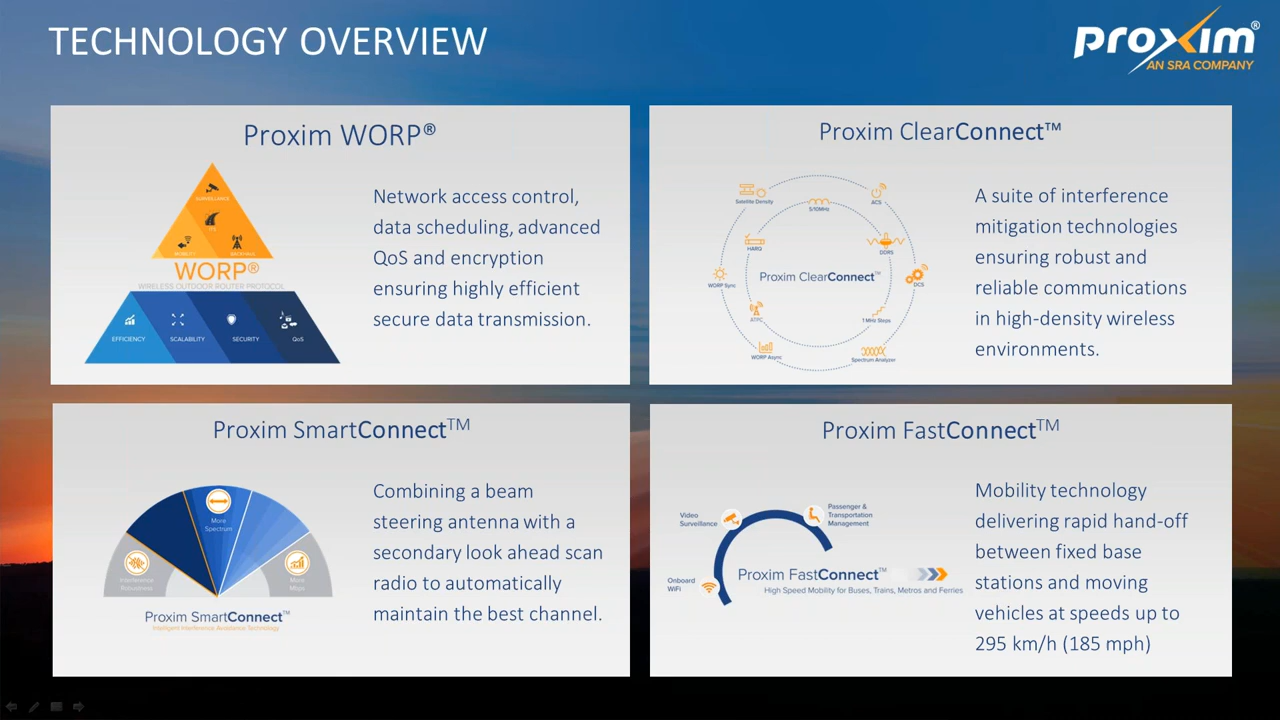 TECHNOLOGY OVERVIEW
proxim®
AN SRA COMPANY
Proxim WORP®
SURVEILLANCE
ITS
MOBILITY
BACKHAUL
WORP®
WIRELESS OUTDOOR ROUTER PROTOCOL
EFFICIENCY
SCALABILITY
SECURITY
QoS
Network access control,
data scheduling, advanced
QoS and encryption
ensuring highly efficient
secure data transmission.
Proxim ClearConnect™
Satellite Density
5/10MHz
ACS
HARQ
DDRS
WORP Sync
Proxim ClearConnect™
DCS
ATPC
1 MHz Steps
WORP Async
Spectrum Analyzer
A suite of interference
mitigation technologies
ensuring robust and
reliable communications
in high-density wireless
environments.
Proxim SmartConnect™
More
Spectrum
Interference
Robustness
More
Mbps
Proxim SmartConnect™
Intelligent Interference Avoidance Technology
Combining a beam
steering antenna with a
secondary look ahead scan
radio to automatically
maintain the best channel.
Proxim FastConnect™
Video
Surveillance
Passenger &
Transportation
Management
Onboard
WiFi
Proxim FastConnect™
High Speed Mobility for Buses, Trains, Metros and Ferries
Mobility technology
delivering rapid hand-off
between fixed base
stations and moving
vehicles at speeds up to
295 km/h (185 mph)